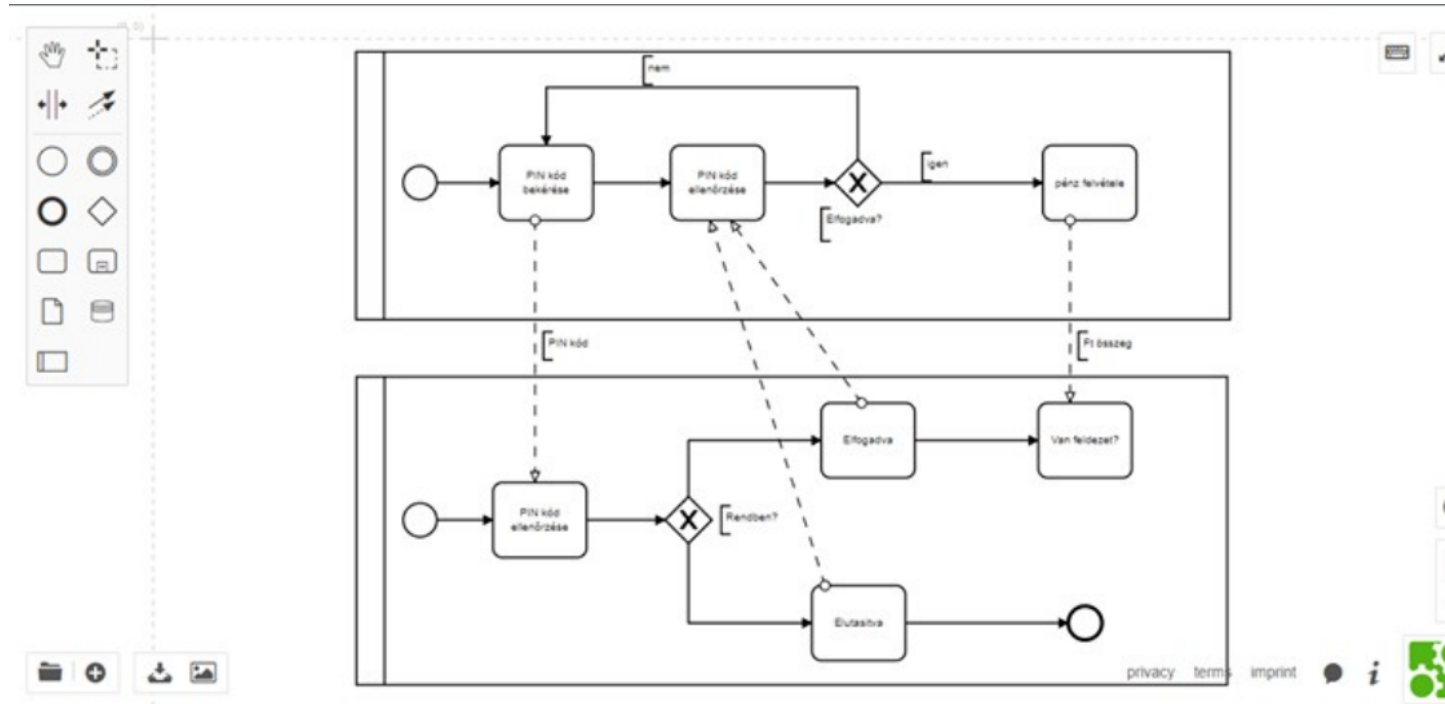 nem
PIN kód
bekérése
PIN kód
ellenőrzése
X
Elfogadva?
igen
pénz felvétele
PIN kód
Ft összeg
Elfogadva
Van feldezet?
PIN kód
ellenőrzése
X
Rendben?
Elutasítva
privacy terms imprint
i